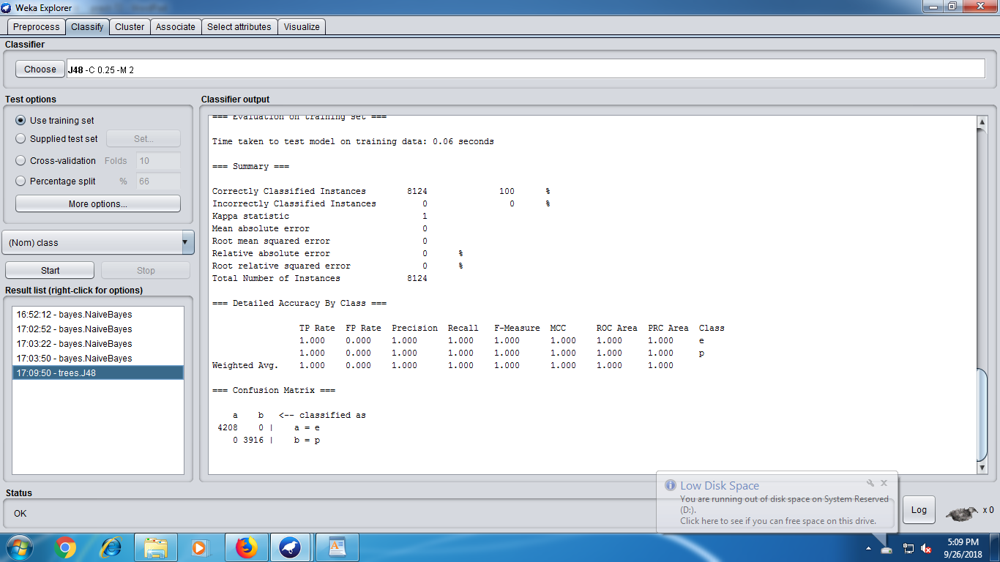 Weka Explorer
Preprocess Classify Cluster Associate Select attributes Visualize
Classifier
Choose J48 -C 0.25 -M 2
Test options
Use training set
Supplied test set Set...
Cross-validation Folds 10
Percentage split % 66
More options...
(Nom) class
Start Stop
Result list (right-click for options)
16:52:12 - bayes.NaiveBayes
17:02:52 - bayes.NaiveBayes
17:03:22 - bayes.NaiveBayes
17:03:50 - bayes.NaiveBayes
17:09:50 - trees.J48
Classifier output
=== Evaluation on training set ===
Time taken to test model on training data: 0.06 seconds
=== Summary ===
Correctly Classified Instances 8124 100 %
Incorrectly Classified Instances 0 0 %
Kappa statistic 1
Mean absolute error 0
Root mean squared error 0
Relative absolute error 0 %
Root relative squared error 0 %
Total Number of Instances 8124
=== Detailed Accuracy By Class ===
TP Rate FP Rate Precision Recall F-Measure MCC ROC Area PRC Area Class
1.000 0.000 1.000 1.000 1.000 1.000 1.000 1.000 e
1.000 0.000 1.000 1.000 1.000 1.000 1.000 1.000 p
Weighted Avg. 1.000 0.000 1.000 1.000 1.000 1.000 1.000 1.000
=== Confusion Matrix ===
a b <-- classified as
4208 0 | a = e
0 3916 | b = p
Status
OK
Low Disk Space
You are running out of disk space on System Reserved
(D:).
Click here to see if you can free space on this drive.
Log
x 0
5:09 PM
9/26/2018